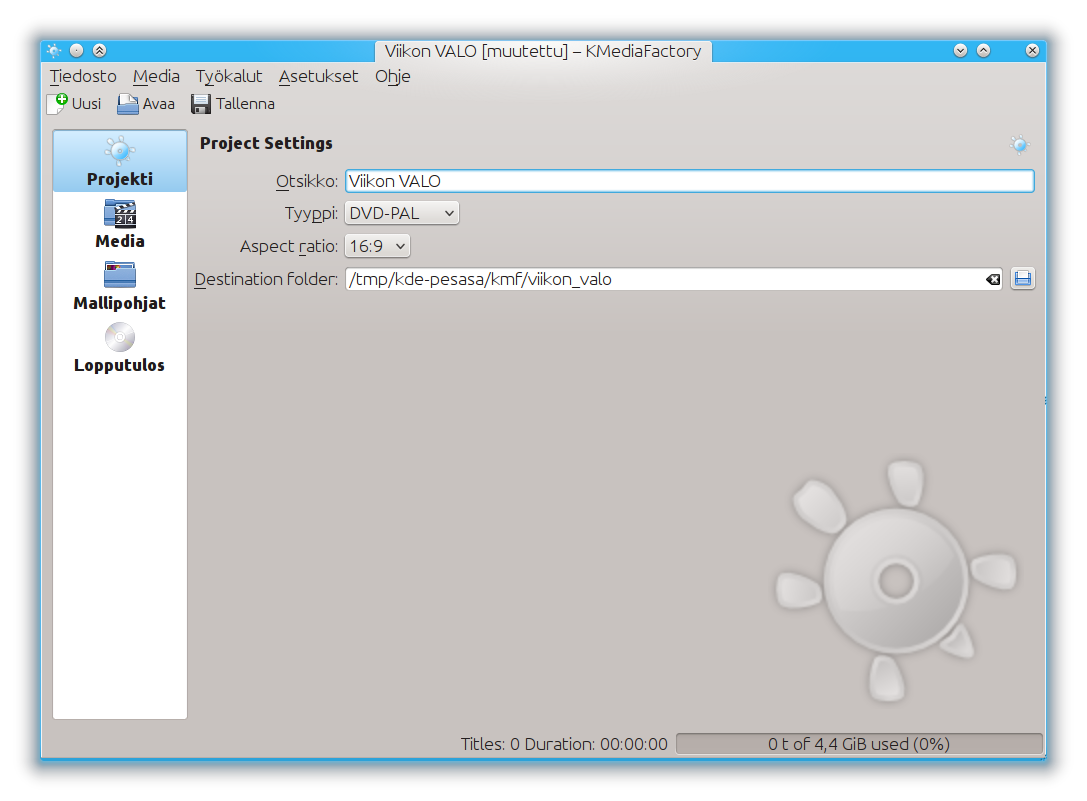 Viikon VALO [muutettu] – KMediaFactory
Tiedosto Media Työkalut Asetukset Ohje
Uusi Avaa Tallenna
Projekti
Media
Mallipohjat
Lopputulos
Project Settings
Otsikko: Viikon VALO
Tyyppi: DVD-PAL
Aspect ratio: 16:9
Destination folder: /tmp/kde-pesasa/kmf/viikon_valo
Titles: 0 Duration: 00:00:00 0 t of 4,4 GiB used (0%)